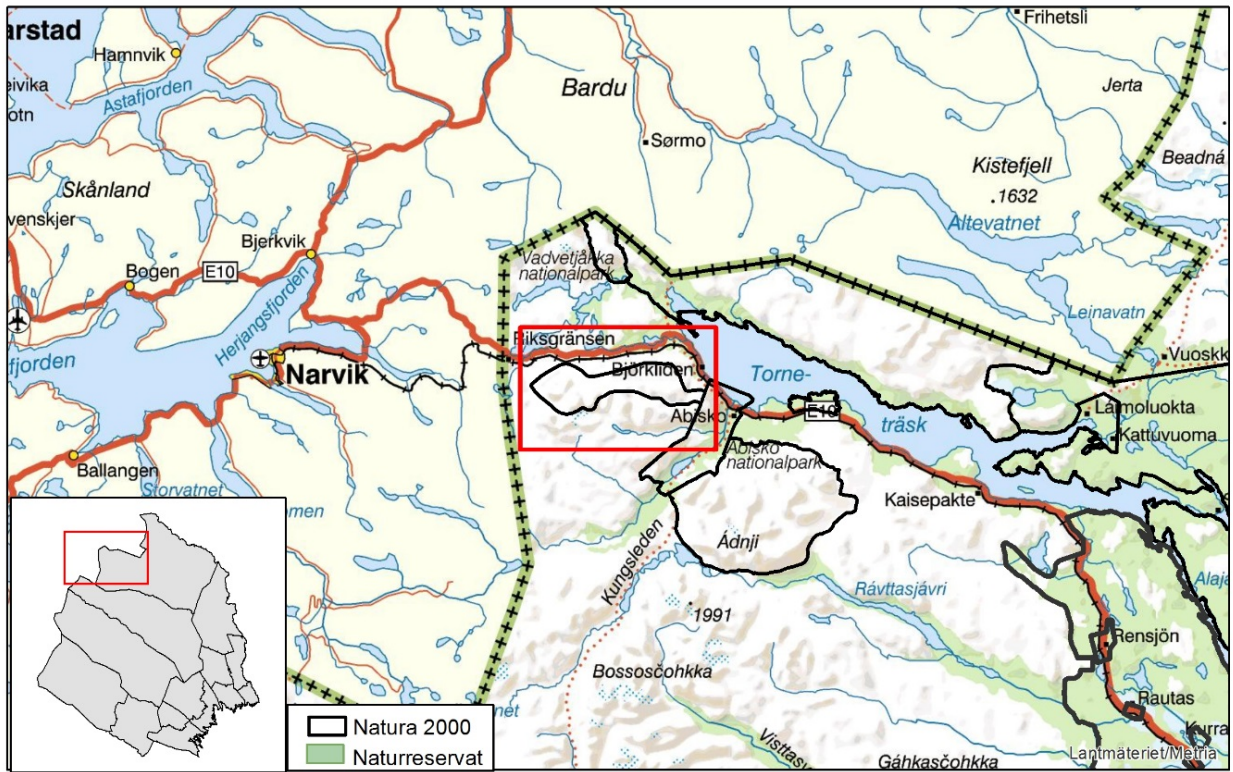 arstad
Hamnvik
eivika
otn
Astafjorden
Skånland
venskjer
Bjerkvik
Bogen
E10
fjorden
Herjangsfjorden
Narvik
Ballangen
Storvatnet
Bardu
Sørmo
Frihetsli
Jerta
Beadná
Kistefjell
1632
Altevatnet
Leinavatn
Vuoskk
Vadvetjåkka
nationalpark
Riksgränsen
Björkliden
Torne-
träsk
Abisko
E10
Laimoluokta
Kattuvuoma
Abisko
nationalpark
Kaisepakte
Ádnji
Kungsleden
Rávttasjávri
1991
Bossosčohkka
Alaja
Rensjön
Rautas
Kurra
Visttas
Gáhkasčohkka
Lantmäteriet/Metria
Natura 2000
Naturreservat